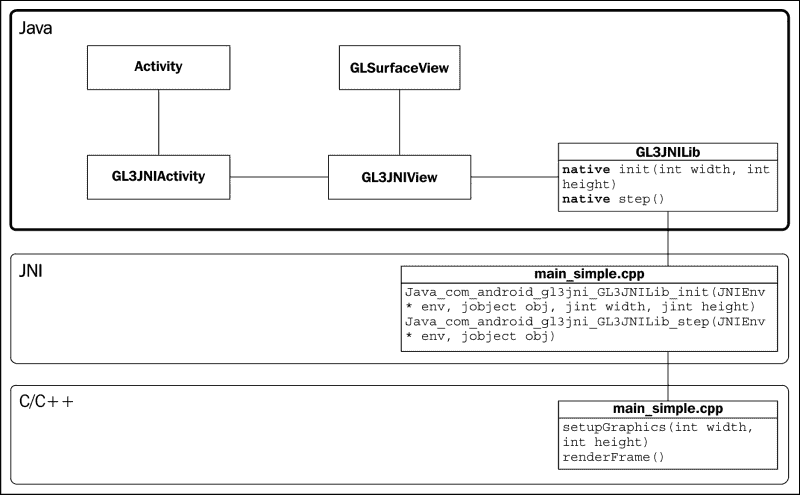 Java
Activity
GLSurfaceView
GL3JNIActivity
GL3JNIView
GL3JNILib
native init(int width, int
height)
native step()
JNI
main_simple.cpp
Java_com_android_gl3jni_GL3JNILib_init(JNIEnv
* env, jobject obj, jint width, jint height)
Java_com_android_gl3jni_GL3JNILib_step(JNIEnv
* env, jobject obj)
C/C++
main_simple.cpp
setupGraphics(int width,
int height)
renderFrame()